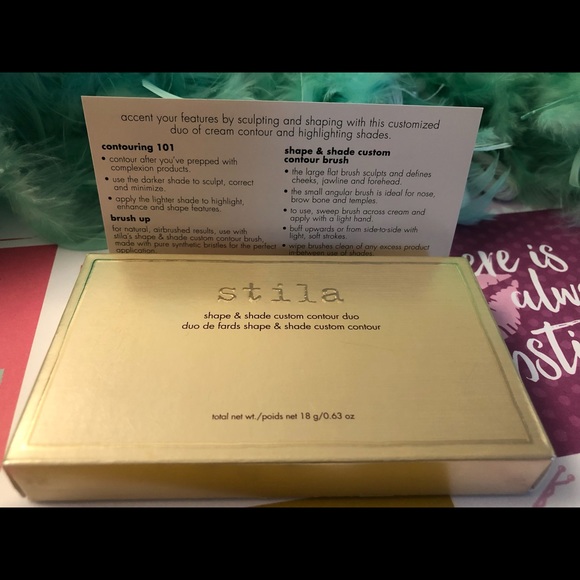 accent your features by sculpting and shaping with this customized
duo of cream contour and highlighting shades.
contouring 101
• contour after you've prepped with
complexion products.
• use the darker shade to sculpt, correct
and minimize.
• apply the lighter shade to highlight,
enhance and shape features.
brush up
for natural, airbrushed results, use with
stila's shape & shade custom contour brush,
made with pure synthetic bristles for the perfect
application.
shape & shade custom
contour brush
• the large flat brush sculpts and defines
cheeks, jawline and forehead.
• the small angular brush is ideal for nose,
brow bone and temples.
• to use, sweep brush across cream and
apply with a light hand.
• buff upwards or from side-to-side with
light, soft strokes.
• wipe brushes clean of any excess product
in-between use of shades.
stila
shape & shade custom contour duo
duo de fards shape & shade custom contour
total net wt./poids net 18 g/0.63 oz
is